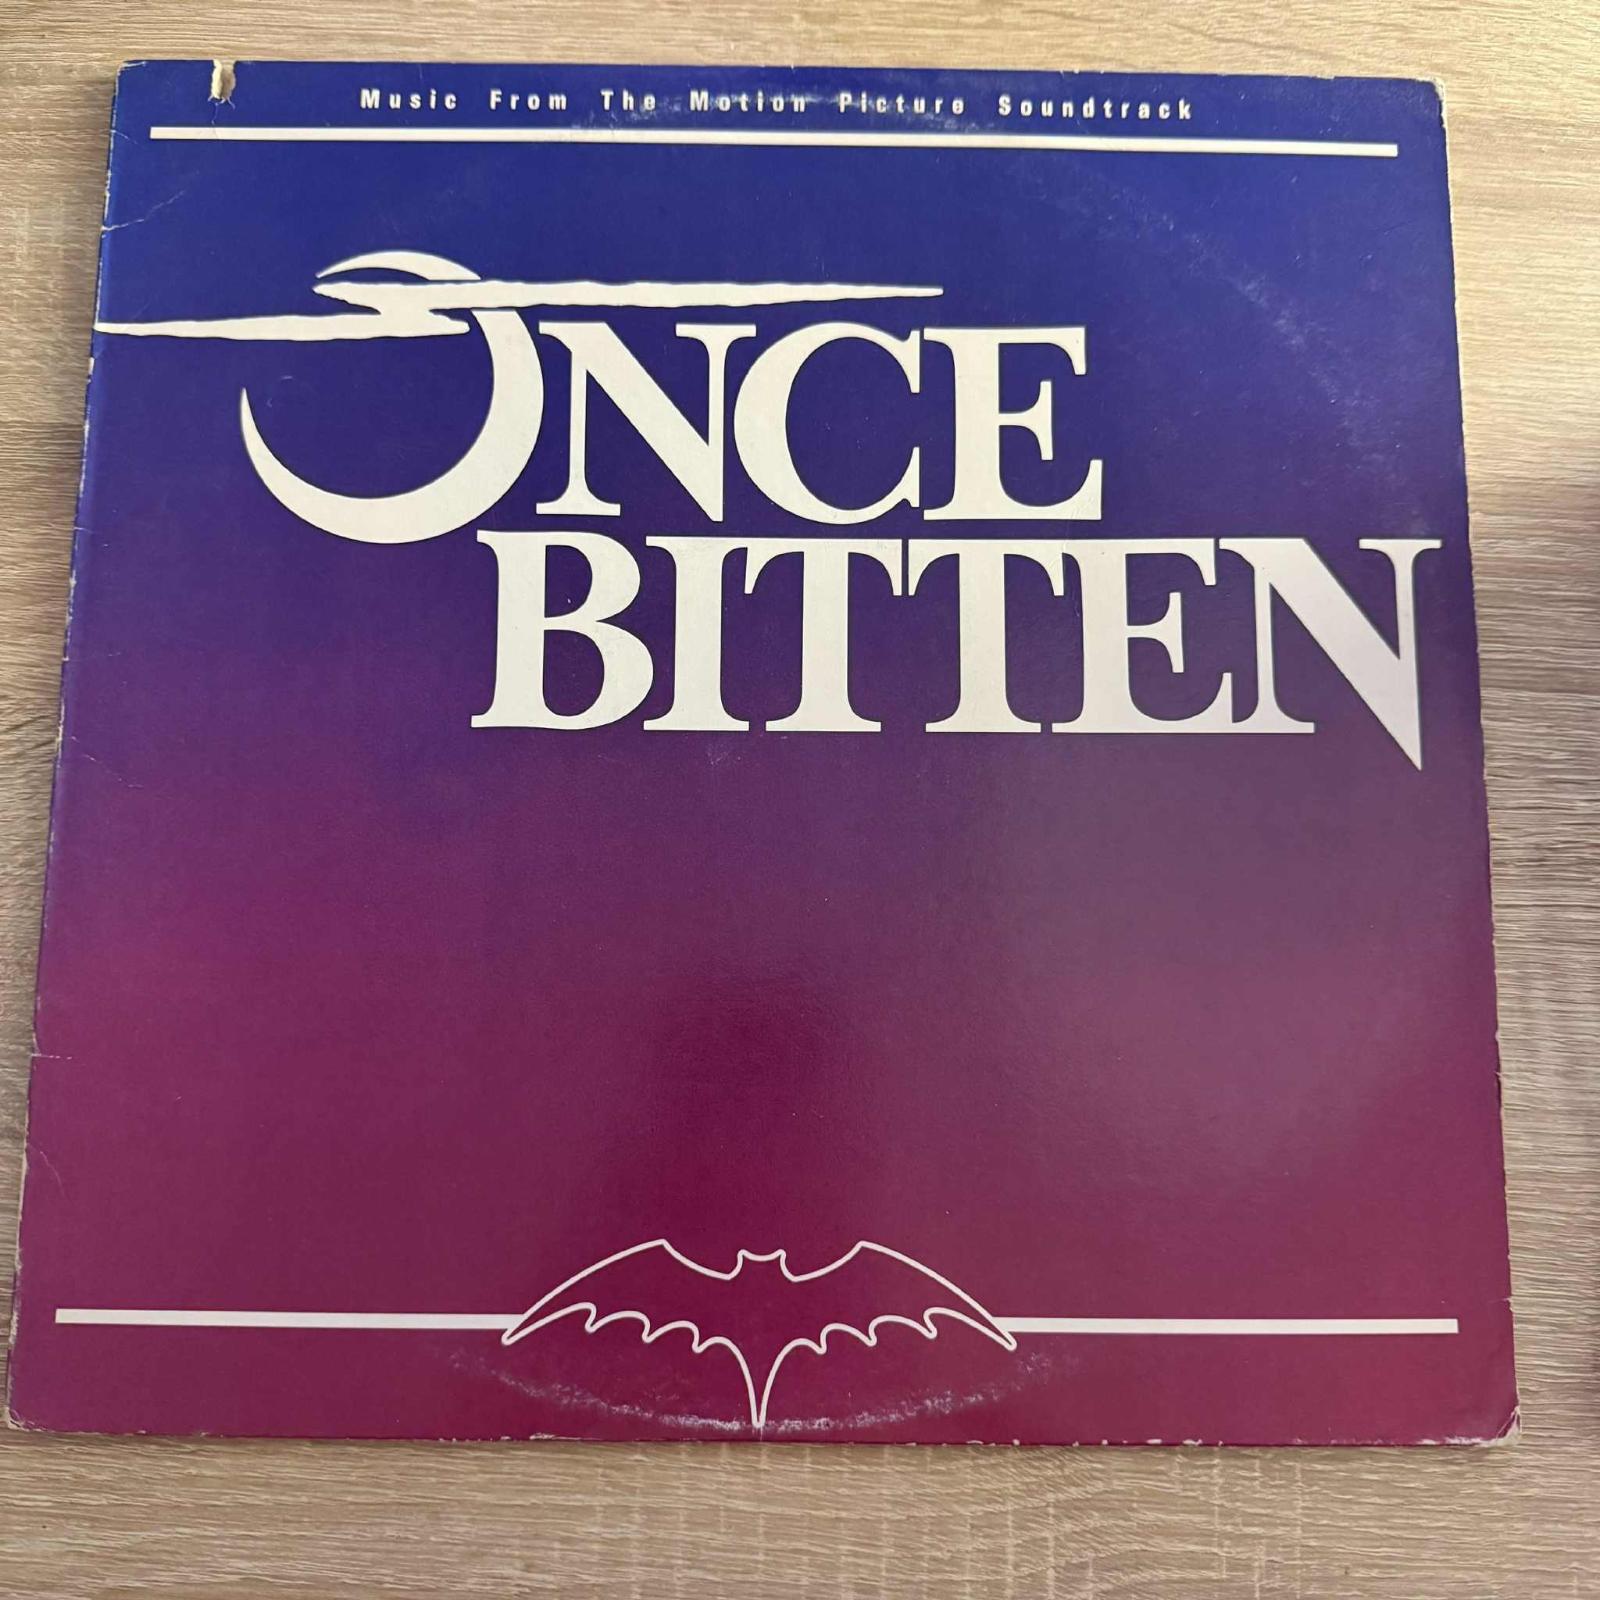 Music From The Motion Picture Soundtrack
ONCE
BITTEN